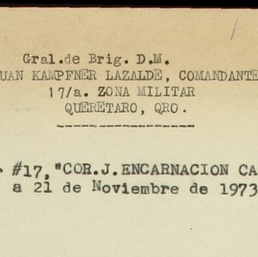 Gral.de Brig. D.M.
UAN KAMPFNER LAZALDE, COMANDANTE
17/a. ZONA MILITAR
QUERETARO, QRO.
#17, "COR.J.ENCARNACION CA
a 21 de Noviembre de 1973